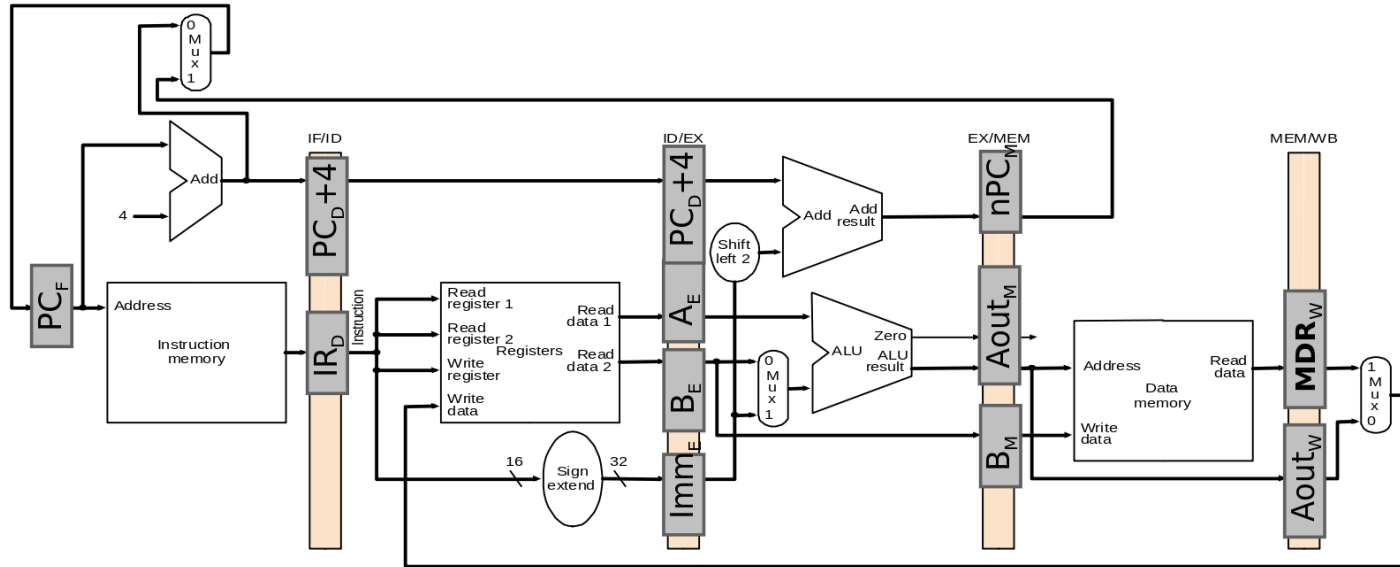 0
M
u
x
1
IF/ID
ID/EX
EX/MEM
MEM/WB
Add
4
PC_D+4
PC_D+4
Add
Add
result
nPC_M
Shift
left 2
PC_F
Address
Instruction
memory
IR_D
Instruction
Read
register 1
Read
register 2
Write
register
Write
data
Registers
Read
data 1
Read
data 2
A_E
B_E
Imm_E
16
Sign
extend
32
0
M
u
x
1
ALU
Zero
ALU
result
Aout_M
B_M
Address
Write
data
Data
memory
Read
data
MDR_W
Aout_W
1
M
u
x
0